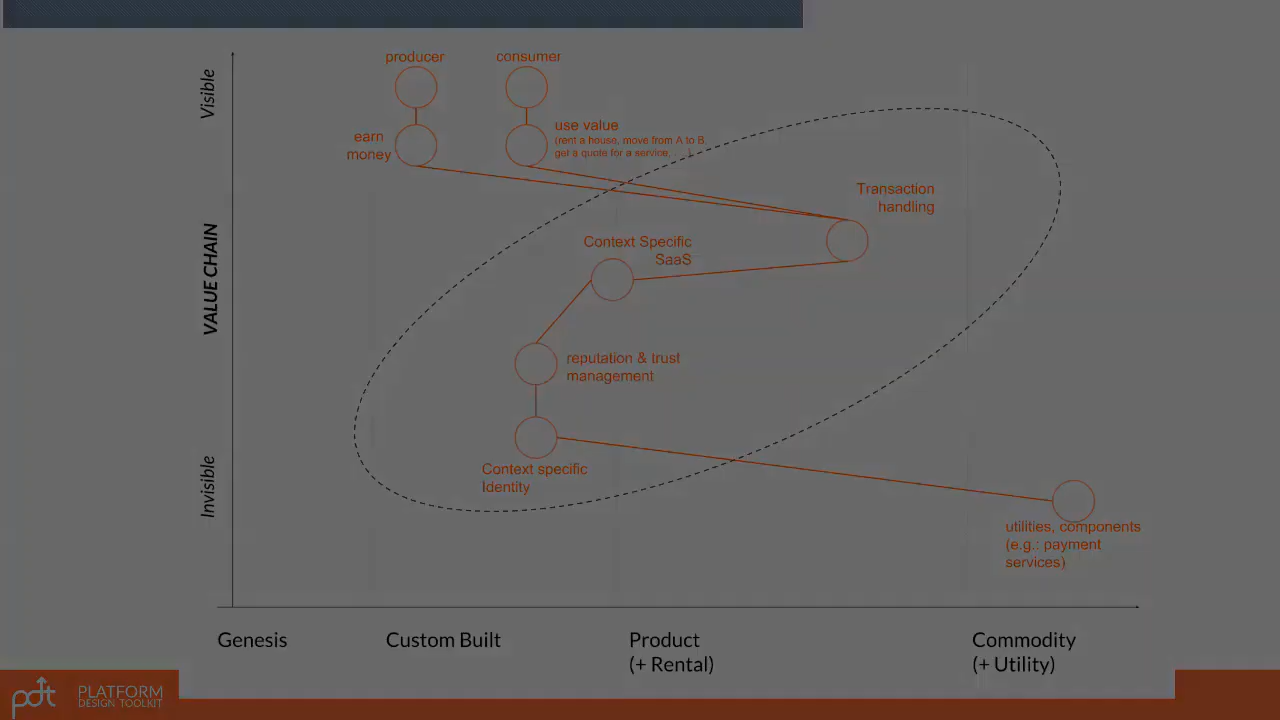 producer
consumer
Visible
earn
money
use value
(rent a house, move from A to B,
get a quote for a service, ...)
Transaction
handling
Context Specific
SaaS
VALUE CHAIN
reputation & trust
management
Context specific
Identity
Invisible
utilities, components
(e.g.: payment
services)
Genesis
Custom Built
Product
(+ Rental)
Commodity
(+ Utility)
pdt
PLATFORM
DESIGN TOOLKIT